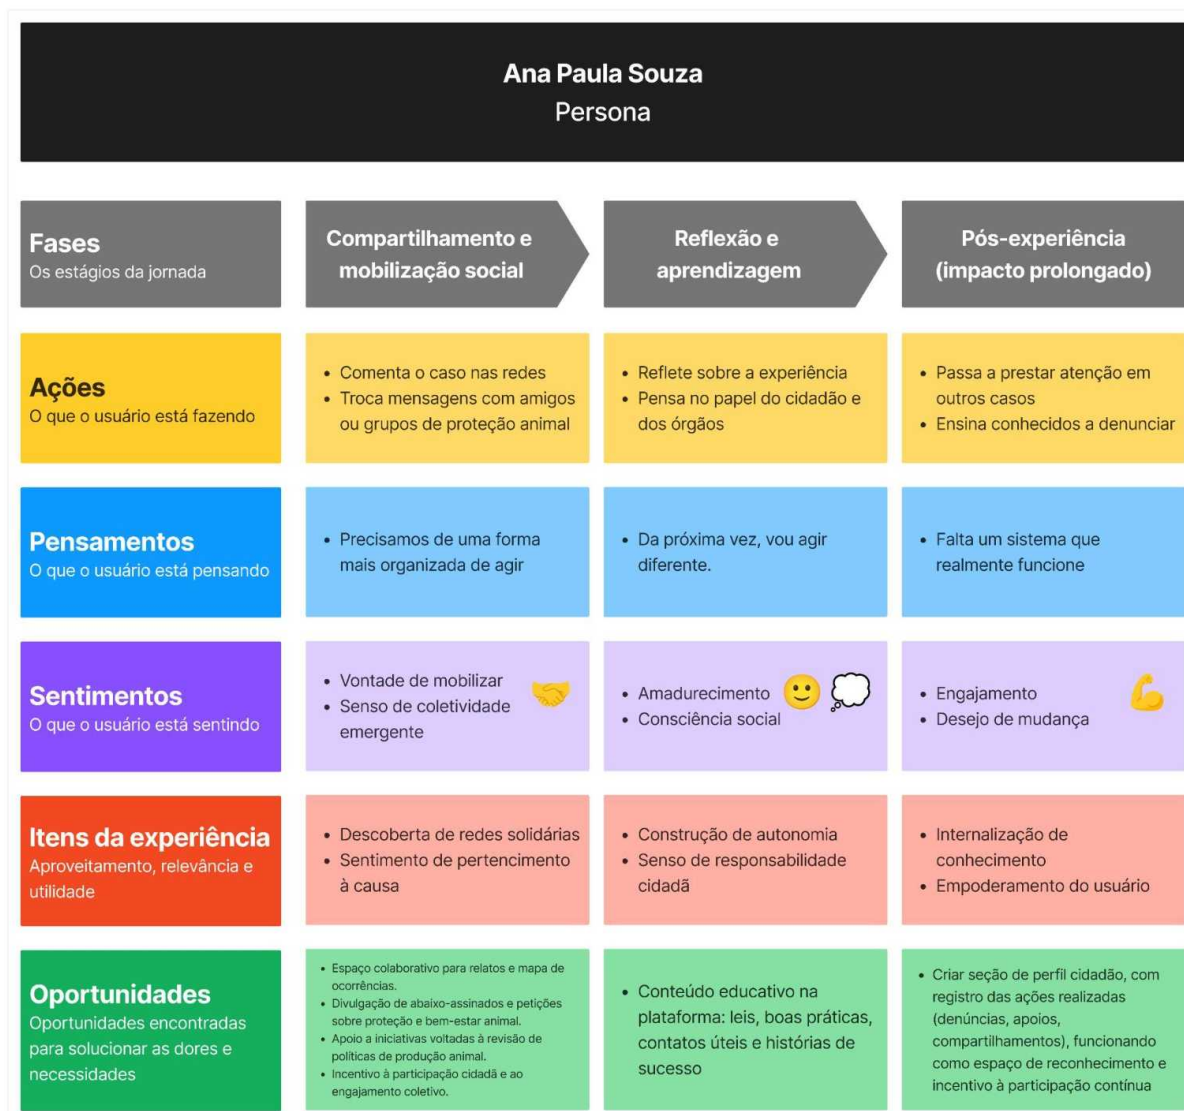 Ana Paula Souza
Persona
Fases
Os estágios da jornada
Compartilhamento e
mobilização social
Reflexão e
aprendizagem
Pós-experiência
(impacto prolongado)
Ações
O que o usuário está fazendo
• Comenta o caso nas redes
• Troca mensagens com amigos
ou grupos de proteção animal
• Reflete sobre a experiência
• Pensa no papel do cidadão e
dos órgãos
• Passa a prestar atenção em
outros casos
• Ensina conhecidos a denunciar
Pensamentos
O que o usuário está pensando
• Precisamos de uma forma
mais organizada de agir
• Da próxima vez, vou agir
diferente.
• Falta um sistema que
realmente funcione
Sentimentos
O que o usuário está sentindo
• Vontade de mobilizar
• Senso de coletividade
emergente
• Amadurecimento
• Consciência social
• Engajamento
• Desejo de mudança
Itens da experiência
Aproveitamento, relevância e
utilidade
• Descoberta de redes solidárias
• Sentimento de pertencimento
à causa
• Construção de autonomia
• Senso de responsabilidade
cidadã
• Internalização de
conhecimento
• Empoderamento do usuário
Oportunidades
Oportunidades encontradas
para solucionar as dores e
necessidades
• Espaço colaborativo para relatos e mapa de
ocorrências.
• Divulgação de abaixo-assinados e petições
sobre proteção e bem-estar animal.
• Apoio a iniciativas voltadas à revisão de
políticas de produção animal.
• Incentivo à participação cidadã e ao
engajamento coletivo.
• Conteúdo educativo na
plataforma: leis, boas práticas,
contatos úteis e histórias de
sucesso
• Criar seção de perfil cidadão, com
registro das ações realizadas
(denúncias, apoios,
compartilhamentos), funcionando
como espaço de reconhecimento e
incentivo à participação contínua